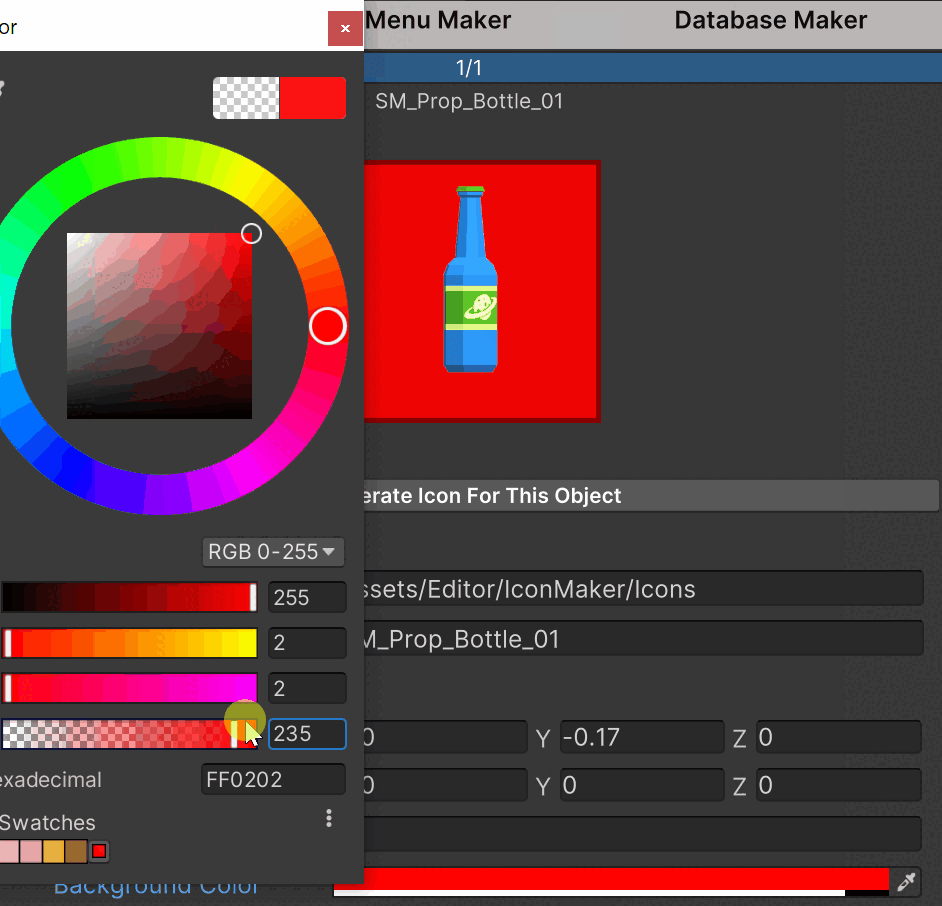 or
Menu Maker
Database Maker
1/1
SM_Prop_Bottle_01
erate Icon For This Object
RGB 0-255
255
ssets/Editor/IconMaker/Icons
2
M_Prop_Bottle_01
2
235
0 Y -0.17 Z 0
exadecimal FF0202
0 Y 0 Z 0
Swatches
Background Color